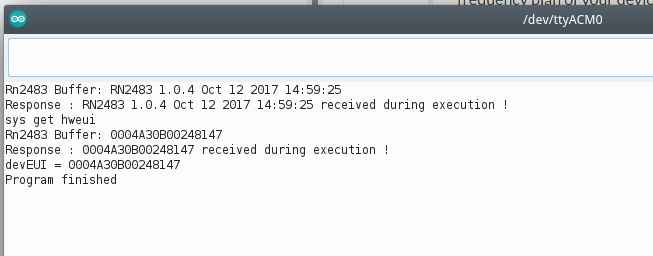 frequency plan of your devic
/dev/ttyACM0
Rn2483 Buffer: RN2483 1.0.4 Oct 12 2017 14:59:25
Response : RN2483 1.0.4 Oct 12 2017 14:59:25 received during execution !
sys get hweui
Rn2483 Buffer: 0004A30B00248147
Response : 0004A30B00248147 received during execution !
devEUI = 0004A30B00248147
Program finished